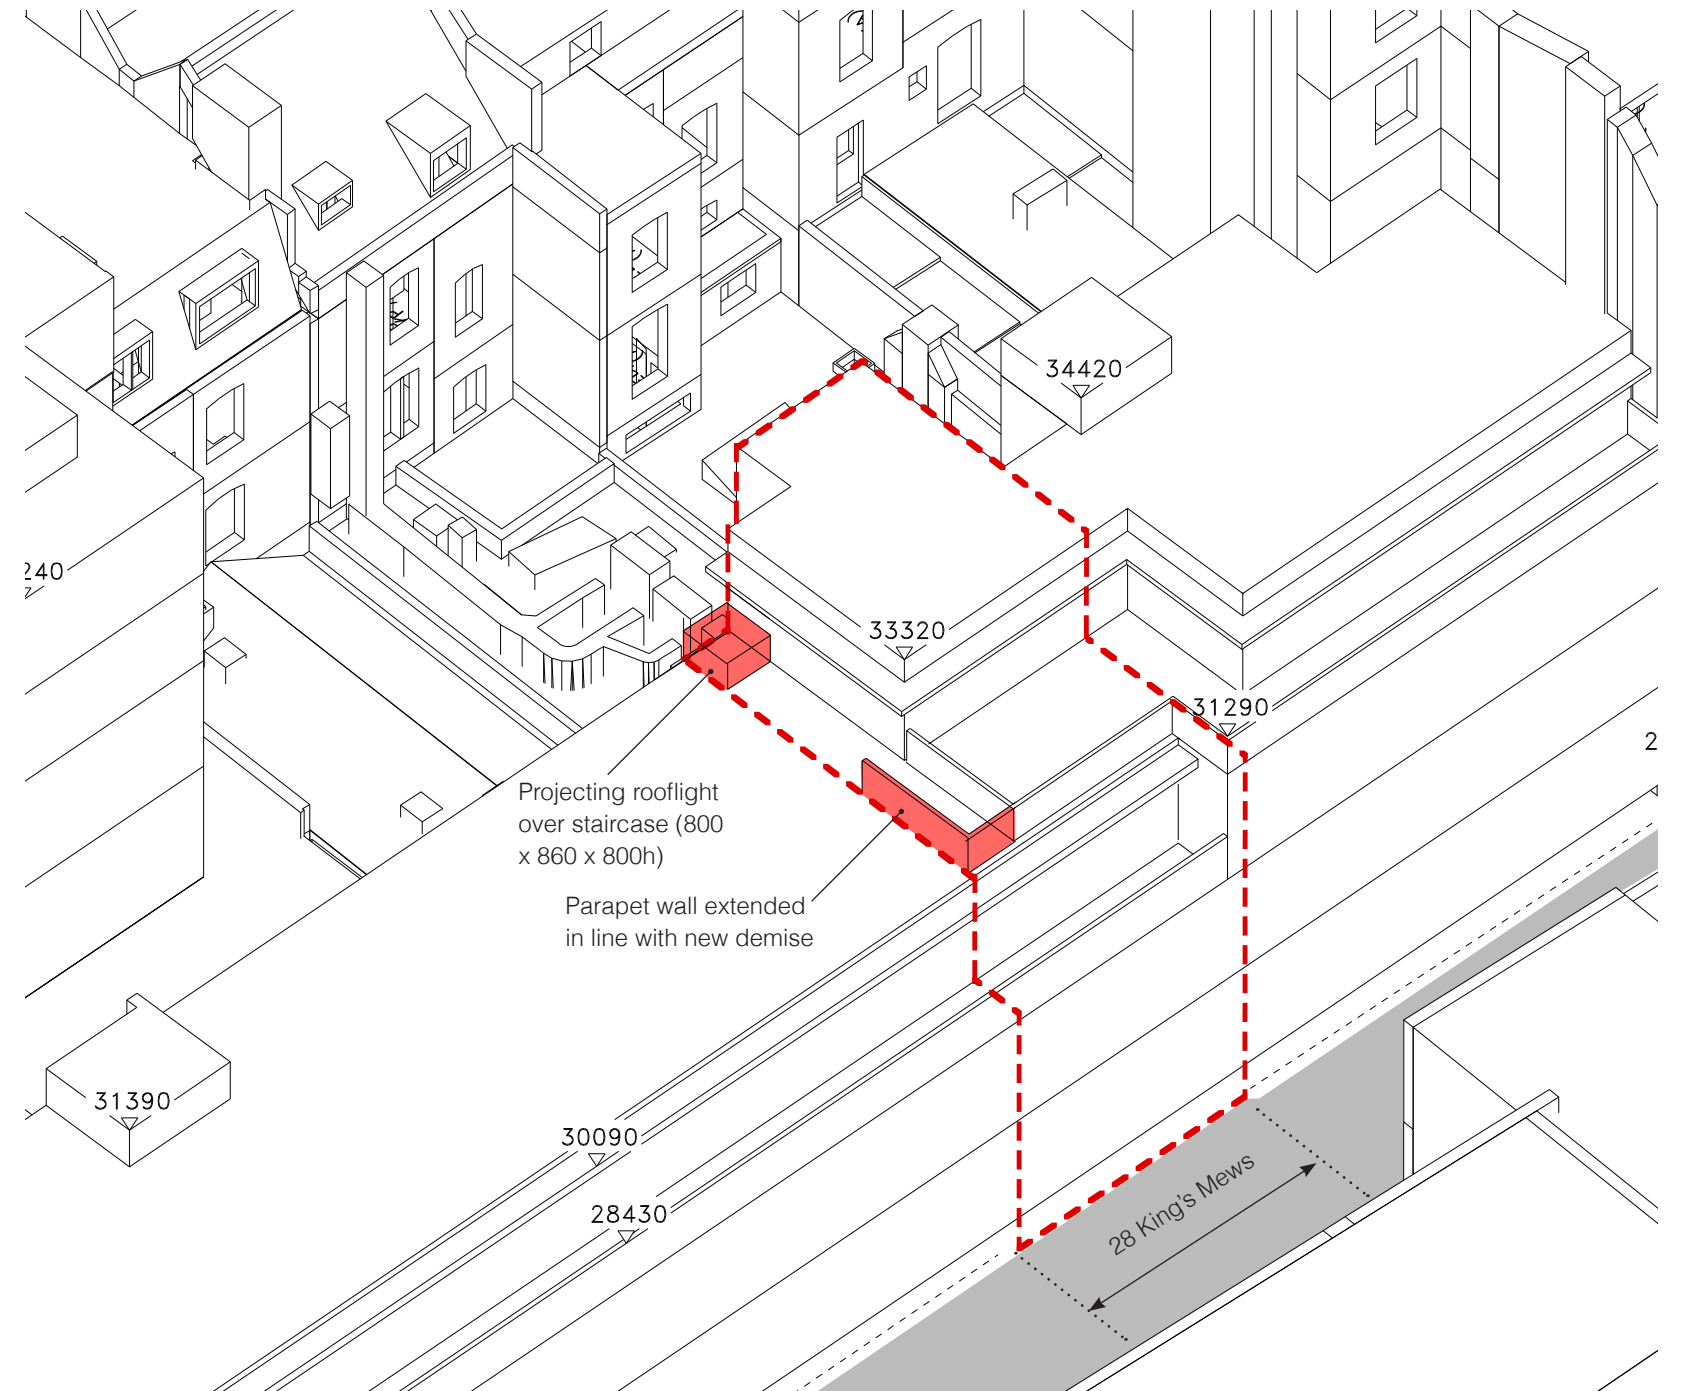 34420
240
33320
31290
2
Projecting rooflight
over staircase (800
x 860 x 800h)
Parapet wall extended
in line with new demise
31390
30090
28430
28 King's Mews